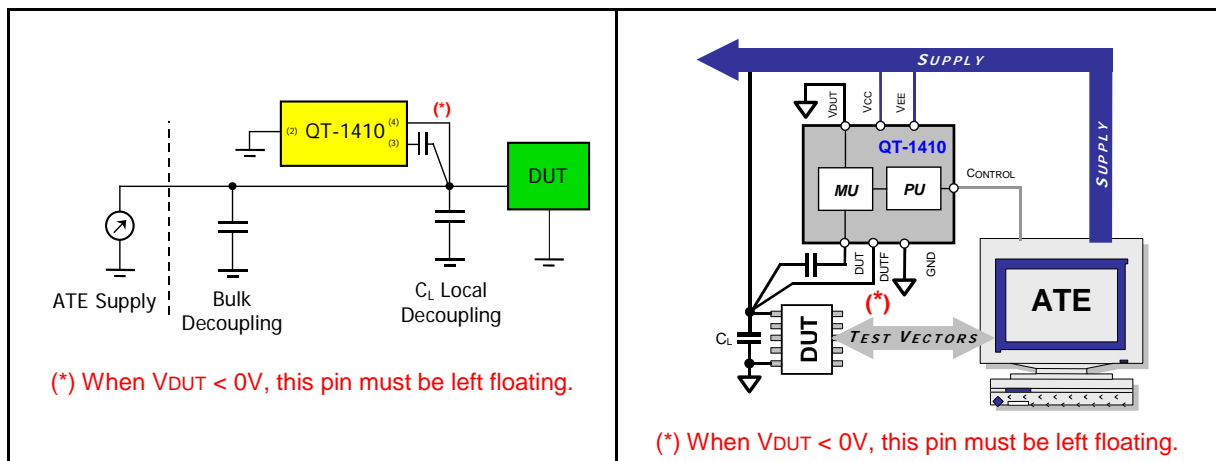 (*)
(2) QT-1410 (4)
(3)
DUT
ATE Supply
Bulk
Decoupling
CL Local
Decoupling
(*) When VDUT < 0V, this pin must be left floating.
SUPPLY
SUPPLY
VDUT
VCC
VEE
QT-1410
MU
PU
CONTROL
DUT
DUTF
GND
(*)
CL
DUT
TEST VECTORS
ATE
(*) When VDUT < 0V, this pin must be left floating.